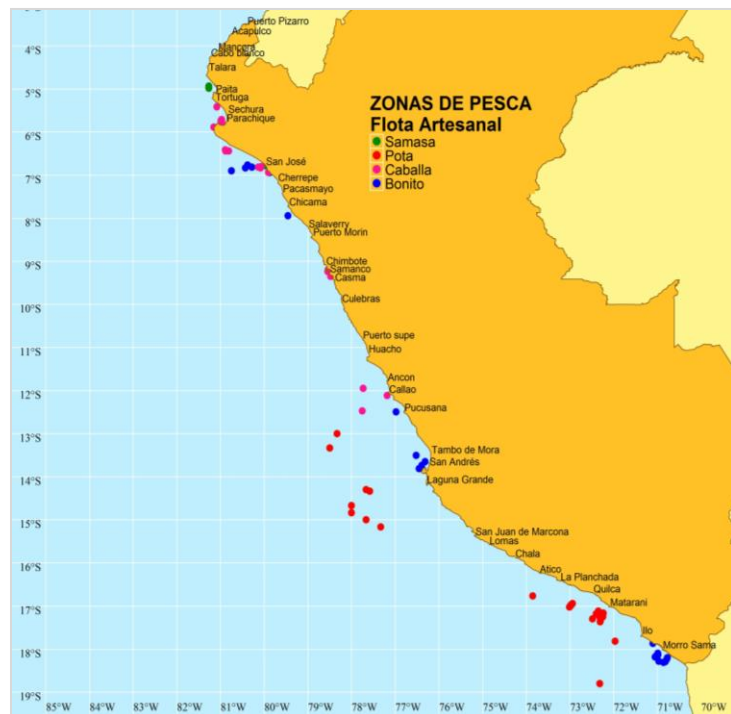 Puerto Pizarro
Acapulco
4°S
Mancora
Cabo blanco
Talara
5°S
Paita
Tortuga
Sechura
6°S
Parachique
ZONAS DE PESCA
Flota Artesanal
Samasa
Pota
Caballa
Bonito
San José
7°S
Cherrepe
Pacasmayo
Chicama
8°S
Salaverry
Puerto Morin
9°S
Chimbote
Samanco
Casma
Culebras
10°S
11°S
Puerto supe
Huacho
Ancon
12°S
Callao
Pucusana
13°S
Tambo de Mora
San Andrés
14°S
Laguna Grande
15°S
San Juan de Marcona
Lomas
16°S
Chala
Atico
La Planchada
Quilca
17°S
Matarani
Ilo
18°S
Morro Sama
19°S
85°W 84°W 83°W 82°W 81°W 80°W 79°W 78°W 77°W 76°W 75°W 74°W 73°W 72°W 71°W 70°W